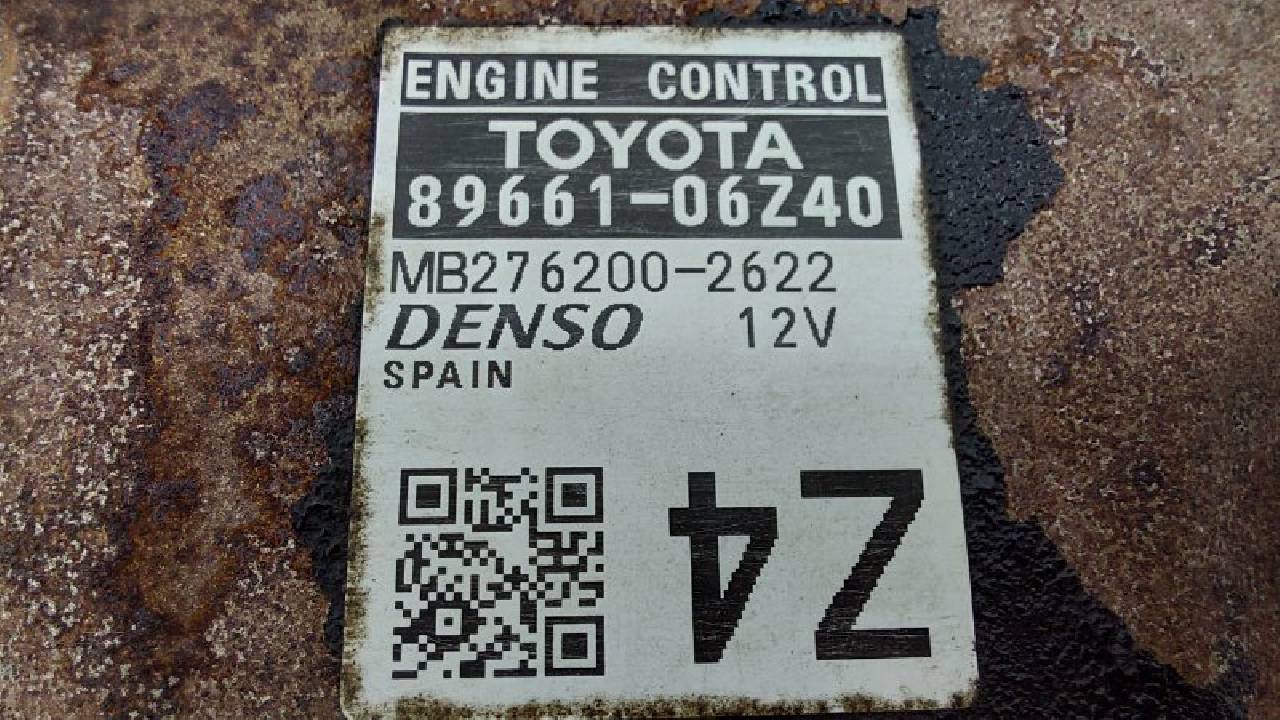 ENGINE CONTROL
TOYOTA
89661-06Z40
MB276200-2622
DENSO 12V
SPAIN
Z4